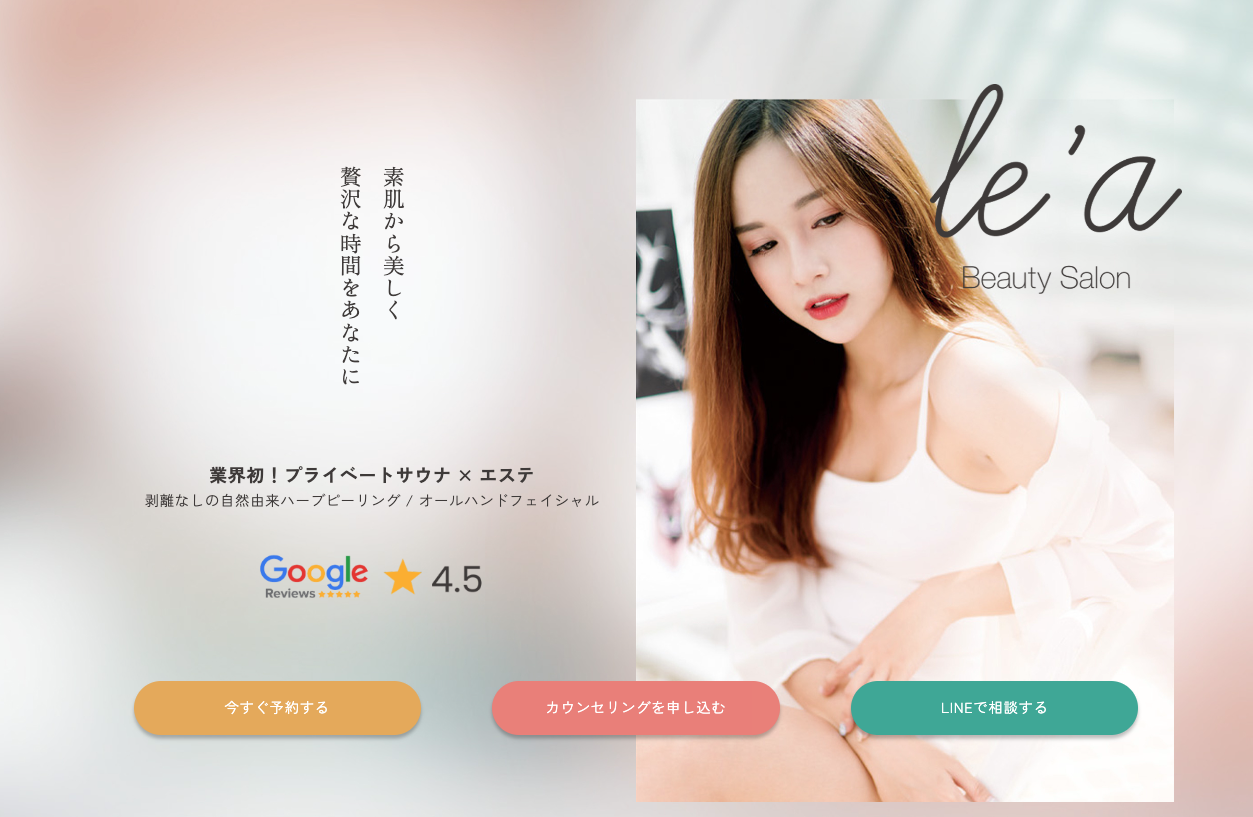 le'a
Beauty Salon
素肌から美しく
贅沢な時間をあなたに
業界初！プライベートサウナ × エステ
剥離なしの自然由来ハーブピーリング / オールハンドフェイシャル
Google
Reviews
4.5
今すぐ予約する
カウンセリングを申し込む
LINEで相談する